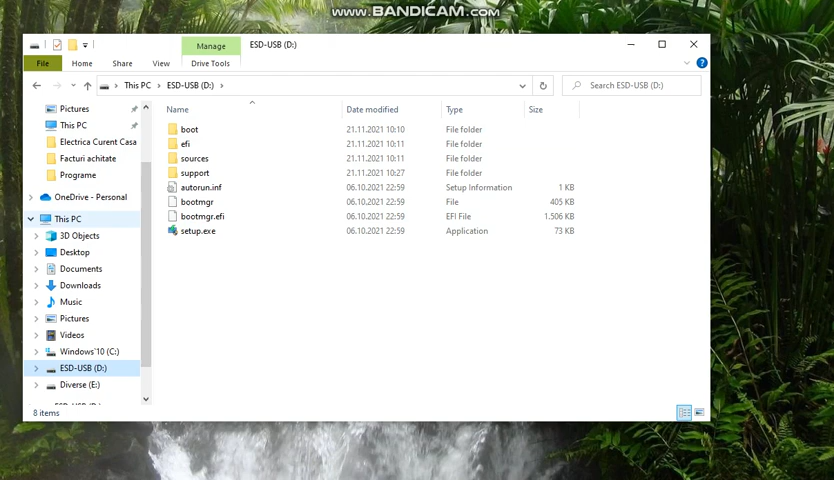 www.BANDICAM.com
Manage
ESD-USB (D:)
File
Home
Share
View
Drive Tools
This PC
ESD-USB (D:)
Search ESD-USB (D:)
Name
Date modified
Type
Size
Pictures
This PC
Electrica Curent Casa
Facturi achitate
Programe
OneDrive - Personal
This PC
3D Objects
Desktop
Documents
Downloads
Music
Pictures
Videos
Windows'10 (C:)
ESD-USB (D:)
Diverse (E:)
boot 21.11.2021 10:10 File folder
efi 21.11.2021 10:11 File folder
sources 21.11.2021 10:11 File folder
support 21.11.2021 10:27 File folder
autorun.inf 06.10.2021 22:59 Setup Information 1 KB
bootmgr 06.10.2021 22:59 File 405 KB
bootmgr.efi 06.10.2021 22:59 EFI File 1.506 KB
setup.exe 06.10.2021 22:59 Application 73 KB
8 items